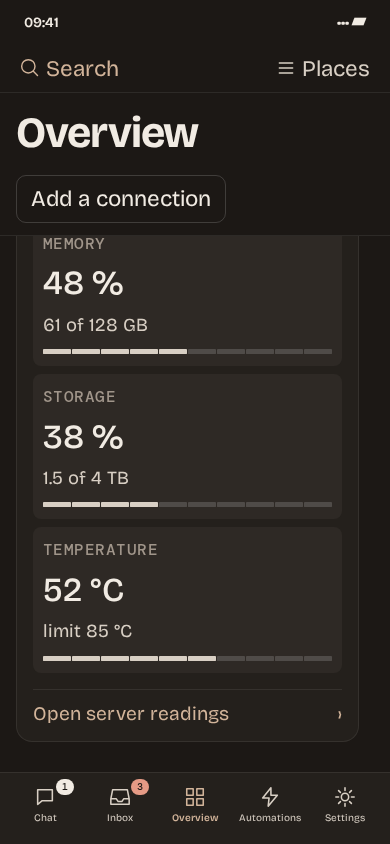 09:41
Search
Places
Overview
Add a connection
MEMORY
48 %
61 of 128 GB
STORAGE
38 %
1.5 of 4 TB
TEMPERATURE
52 °C
limit 85 °C
Open server readings ›
1
3
Chat
Inbox
Overview
Automations
Settings